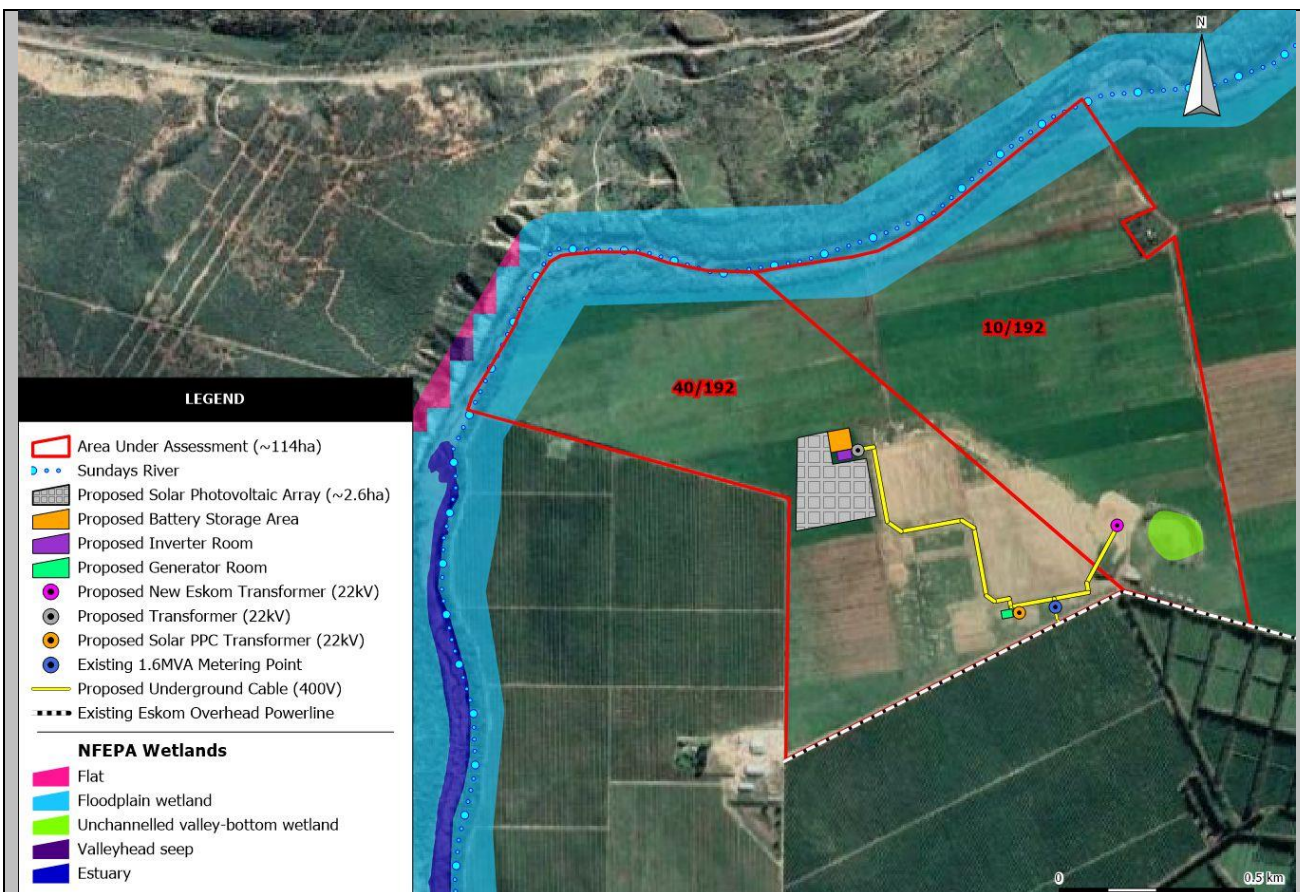 N
10/192
40/192
LEGEND
Area Under Assessment (~114ha)
Sundays River
Proposed Solar Photovoltaic Array (~2.6ha)
Proposed Battery Storage Area
Proposed Inverter Room
Proposed Generator Room
Proposed New Eskom Transformer (22kV)
Proposed Transformer (22kV)
Proposed Solar PPC Transformer (22kV)
Existing 1.6MVA Metering Point
Proposed Underground Cable (400V)
Existing Eskom Overhead Powerline
NFEPA Wetlands
Flat
Floodplain wetland
Unchannelled valley-bottom wetland
Valleyhead seep
Estuary
0 0.5 km